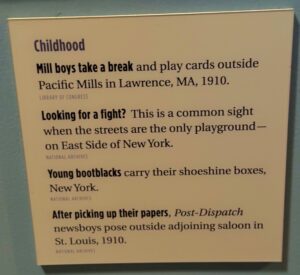 Childhood
Mill boys take a break and play cards outside
Pacific Mills in Lawrence, MA, 1910.
LIBRARY OF CONGRESS
Looking for a fight? This is a common sight
when the streets are the only playground—
on East Side of New York.
NATIONAL ARCHIVES
Young bootblacks carry their shoeshine boxes,
New York.
NATIONAL ARCHIVES
After picking up their papers, Post-Dispatch
newsboys pose outside adjoining saloon in
St. Louis, 1910.
NATIONAL ARCHIVES